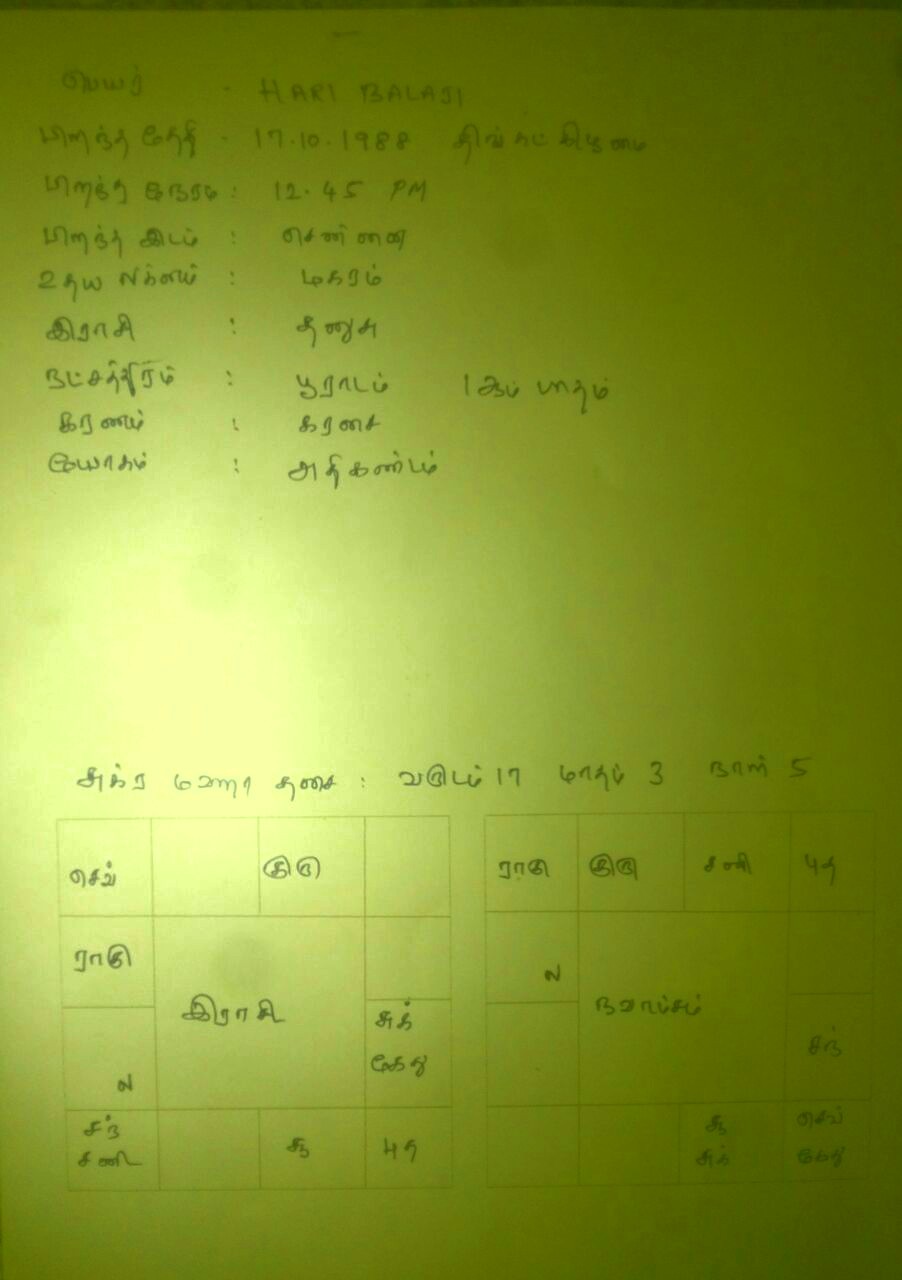 பெயர் - HARI BALAJI
பிறந்த தேதி - 17.10.1988 திங்கட்கிழமை
பிறந்த நேரம் : 12.45 PM
பிறந்த இடம் : சென்னை
உதய லக்னம் : மகரம்
இராசி : தனுசு
நட்சத்திரம் : பூராடம் 1ஆம் பாதம்
கரணம் : கரசை
யோகம் : அதிகண்டம்
சுக்ர மஹா தசை : வருடம் 17 மாதம் 3 நாள் 5
செவ் குரு
ராகு
இராசி
சுக்
கேது
ல
சந்
சனி சூ புத
ராகு குரு சனி புத
ல
நவாம்சம்
சந்
சூ
சுக்
செவ்
கேது